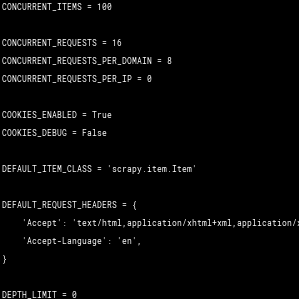 CONCURRENT_ITEMS = 100
CONCURRENT_REQUESTS = 16
CONCURRENT_REQUESTS_PER_DOMAIN = 8
CONCURRENT_REQUESTS_PER_IP = 0
COOKIES_ENABLED = True
COOKIES_DEBUG = False
DEFAULT_ITEM_CLASS = 'scrapy.item.Item'
DEFAULT_REQUEST_HEADERS = {
'Accept': 'text/html,application/xhtml+xml,application/x
'Accept-Language': 'en',
}
DEPTH_LIMIT = 0